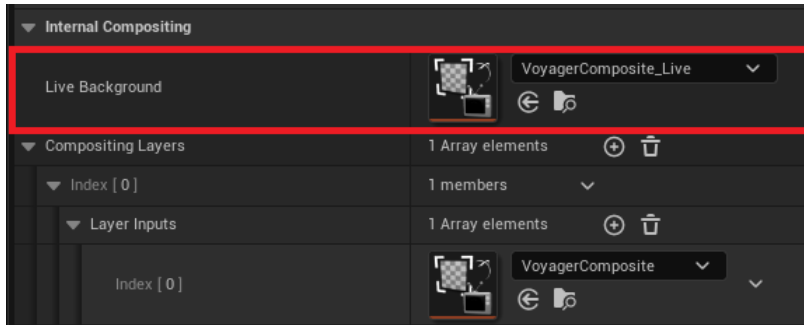 Internal Compositing
Live Background
VoyagerComposite_Live
Compositing Layers
1 Array elements
Index [ 0 ]
1 members
Layer Inputs
1 Array elements
Index [ 0 ]
VoyagerComposite